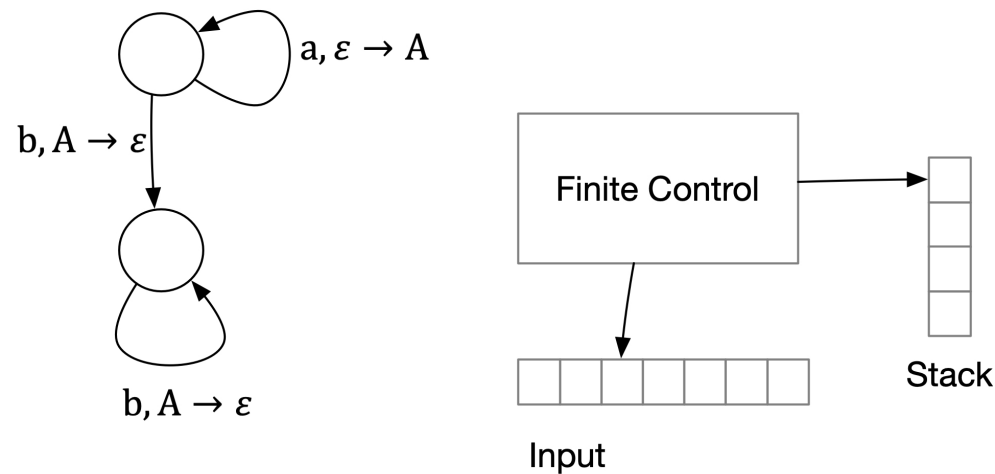 a, ε → A
b, A → ε
b, A → ε
Finite Control
Stack
Input